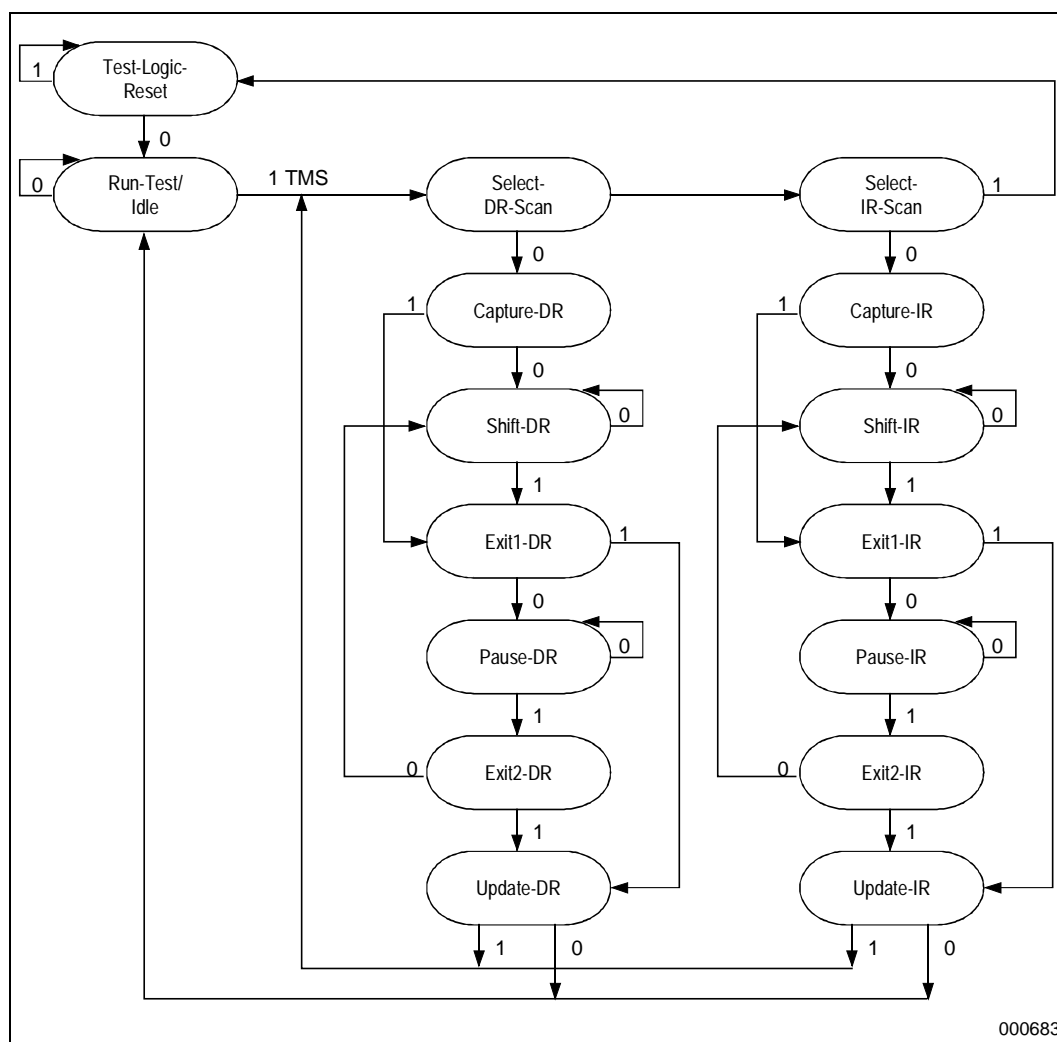 1
Test-Logic-
Reset
0
0
Run-Test/
Idle
1 TMS
Select-
DR-Scan
Select-
IR-Scan
1
0
0
1
Capture-DR
1
Capture-IR
0
0
Shift-DR
0
Shift-IR
0
1
1
Exit1-DR
1
Exit1-IR
1
0
0
Pause-DR
0
Pause-IR
0
1
1
0
Exit2-DR
0
Exit2-IR
1
1
Update-DR
Update-IR
1
0
1
0
000683